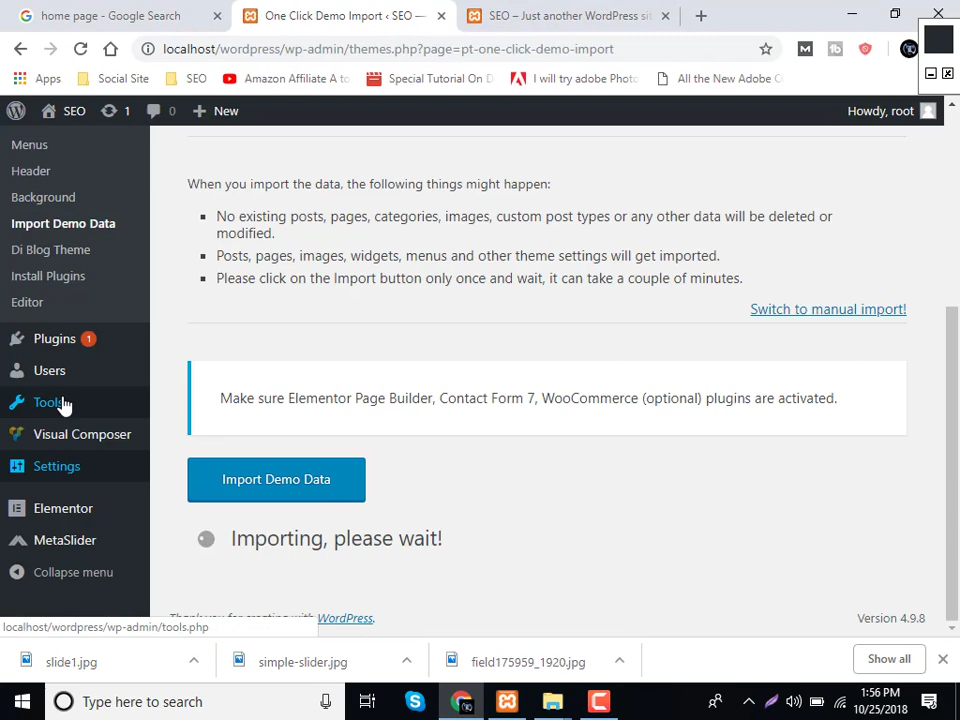 home page - Google Search
One Click Demo Import ‹ SEO —
SEO – Just another WordPress sit
localhost/wordpress/wp-admin/themes.php?page=pt-one-click-demo-import
Apps
Social Site
SEO
Amazon Affiliate A to
Special Tutorial On D
I will try adobe Photo
All the New Adobe C
SEO
1
0
New
Howdy, root
Menus
Header
Background
Import Demo Data
Di Blog Theme
Install Plugins
Editor
Plugins 1
Users
Tools
Visual Composer
Settings
Elementor
MetaSlider
Collapse menu
When you import the data, the following things might happen:
No existing posts, pages, categories, images, custom post types or any other data will be deleted or
modified.
Posts, pages, images, widgets, menus and other theme settings will get imported.
Please click on the Import button only once and wait, it can take a couple of minutes.
Switch to manual import!
Make sure Elementor Page Builder, Contact Form 7, WooCommerce (optional) plugins are activated.
Import Demo Data
Importing, please wait!
Thank you for creating with WordPress.
Version 4.9.8
localhost/wordpress/wp-admin/tools.php
slide1.jpg
simple-slider.jpg
field175959_1920.jpg
Show all
Type here to search
1:56 PM
10/25/2018